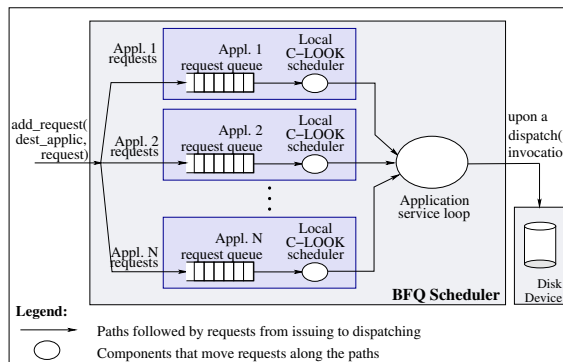 Appl. 1
requests
Appl. 1
request queue
Local
C−LOOK
scheduler
add_request(
dest_applic,
request)
Appl. 2
requests
Appl. 2
request queue
Local
C−LOOK
scheduler
upon a
dispatch(
invocatio
Application
service loop
Appl. N
requests
Appl. N
request queue
Local
C−LOOK
scheduler
Disk
Device
BFQ Scheduler
Legend:
Paths followed by requests from issuing to dispatching
Components that move requests along the paths